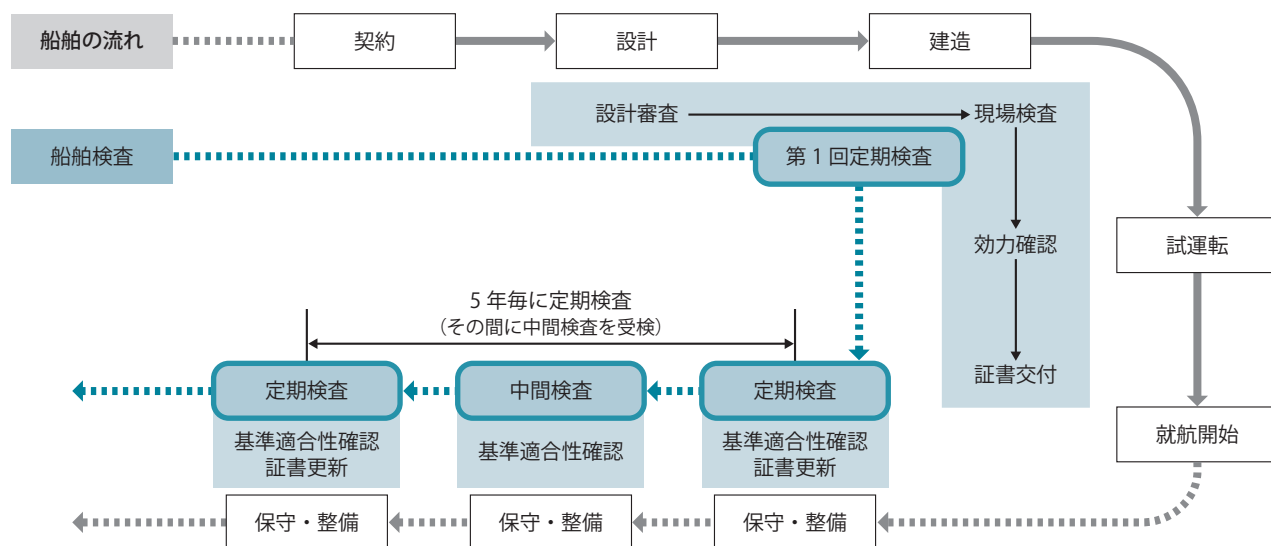 船舶の流れ
契約
設計
建造
設計審査
現場検査
船舶検査
第1回定期検査
効力確認
試運転
5年毎に定期検査
（その間に中間検査を受検）
証書交付
定期検査
中間検査
定期検査
就航開始
基準適合性確認
証書更新
基準適合性確認
基準適合性確認
証書更新
保守・整備
保守・整備
保守・整備